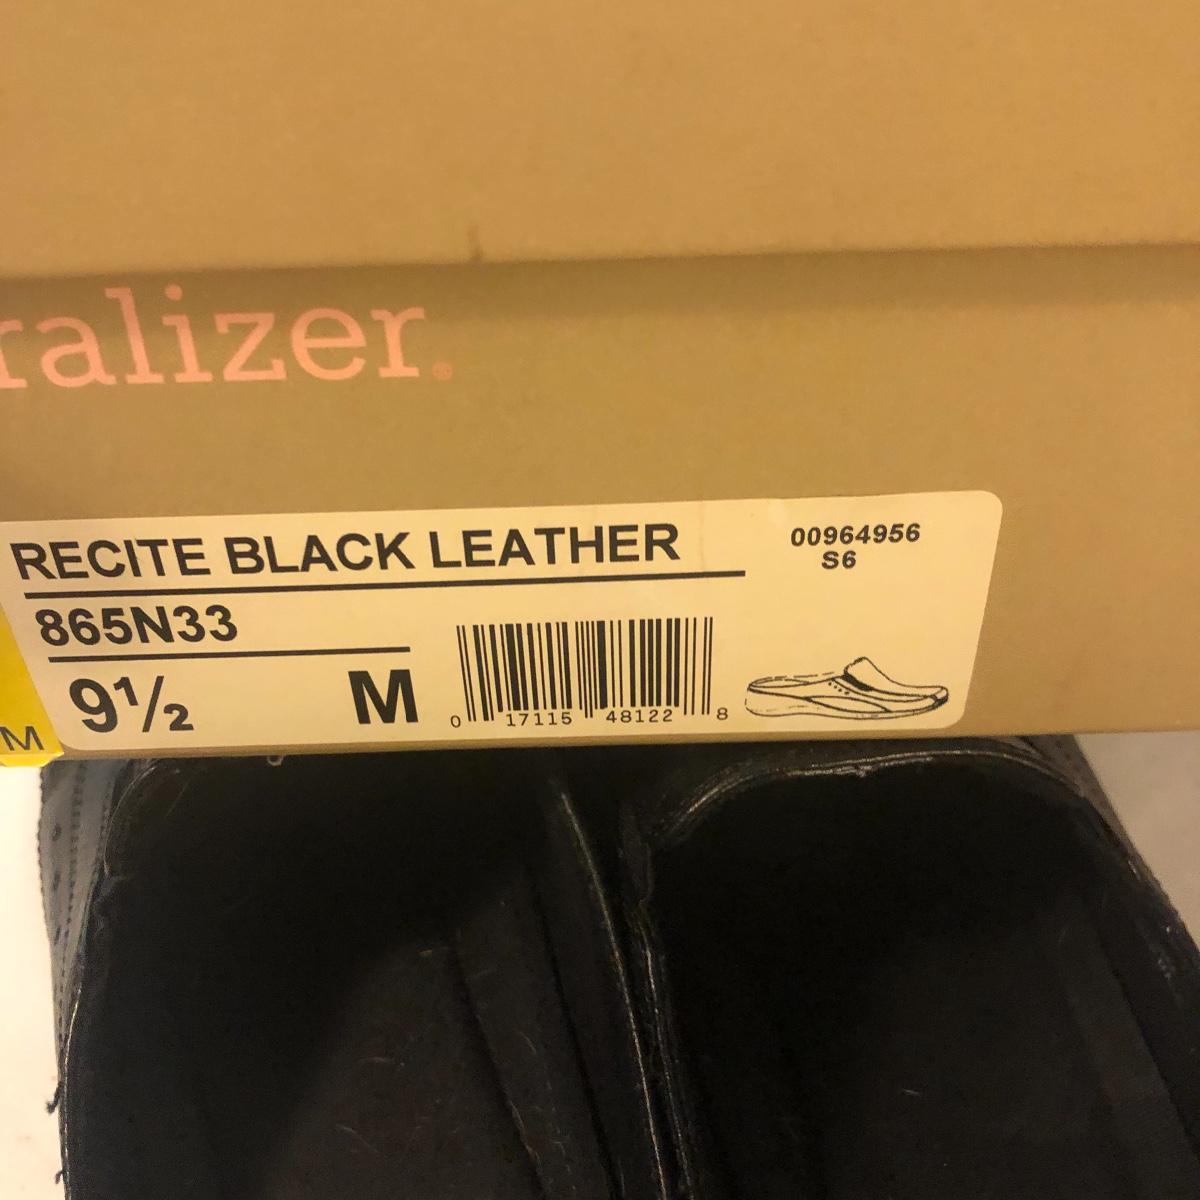 ralizer®
RECITE BLACK LEATHER
00964956
S6
865N33
9½ M
0 17115 48122 8
M